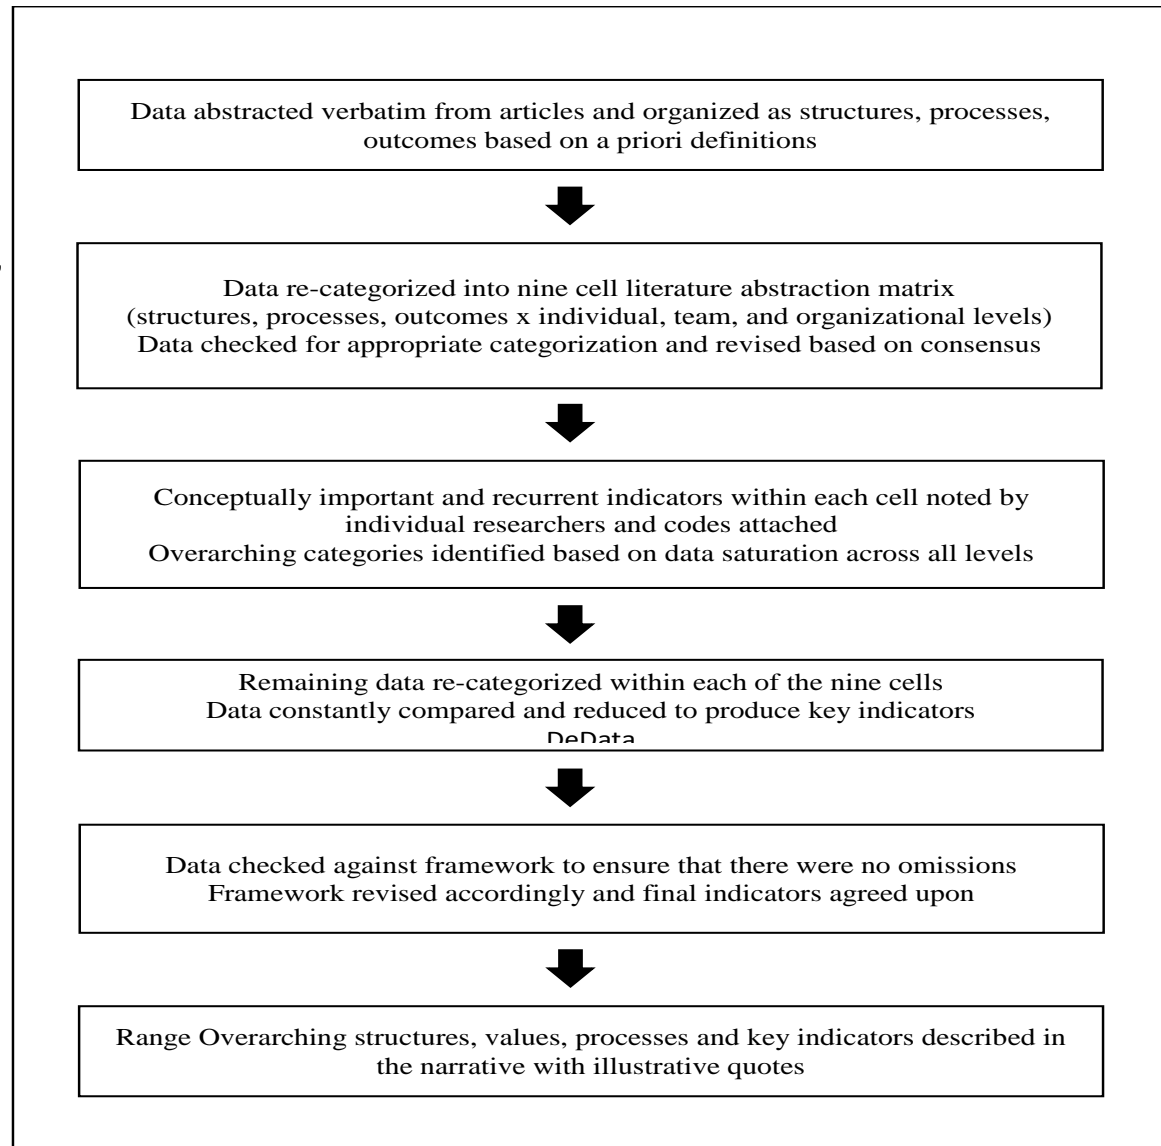 Data abstracted verbatim from articles and organized as structures, processes,
outcomes based on a priori definitions
Data re-categorized into nine cell literature abstraction matrix
(structures, processes, outcomes x individual, team, and organizational levels)
Data checked for appropriate categorization and revised based on consensus
Conceptually important and recurrent indicators within each cell noted by
individual researchers and codes attached
Overarching categories identified based on data saturation across all levels
Remaining data re-categorized within each of the nine cells
Data constantly compared and reduced to produce key indicators
DeData
Data checked against framework to ensure that there were no omissions
Framework revised accordingly and final indicators agreed upon
Range Overarching structures, values, processes and key indicators described in
the narrative with illustrative quotes